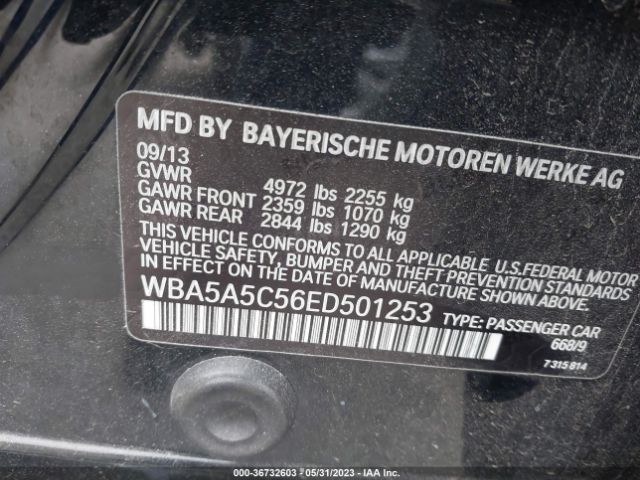 MFD BY BAYERISCHE MOTOREN WERKE AG
09/13
GVWR 4972 lbs 2255 kg
GAWR FRONT 2359 lbs 1070 kg
GAWR REAR 2844 lbs 1290 kg
THIS VEHICLE CONFORMS TO ALL APPLICABLE U.S.FEDERAL MOTOR
VEHICLE SAFETY, BUMPER AND THEFT PREVENTION STANDARDS
IN EFFECT ON THE DATE OF MANUFACTURE SHOWN ABOVE.
WBA5A5C56ED501253 TYPE: PASSENGER CAR
668/9
7315814
000-36732603 - 05/31/2023 - IAA Inc.